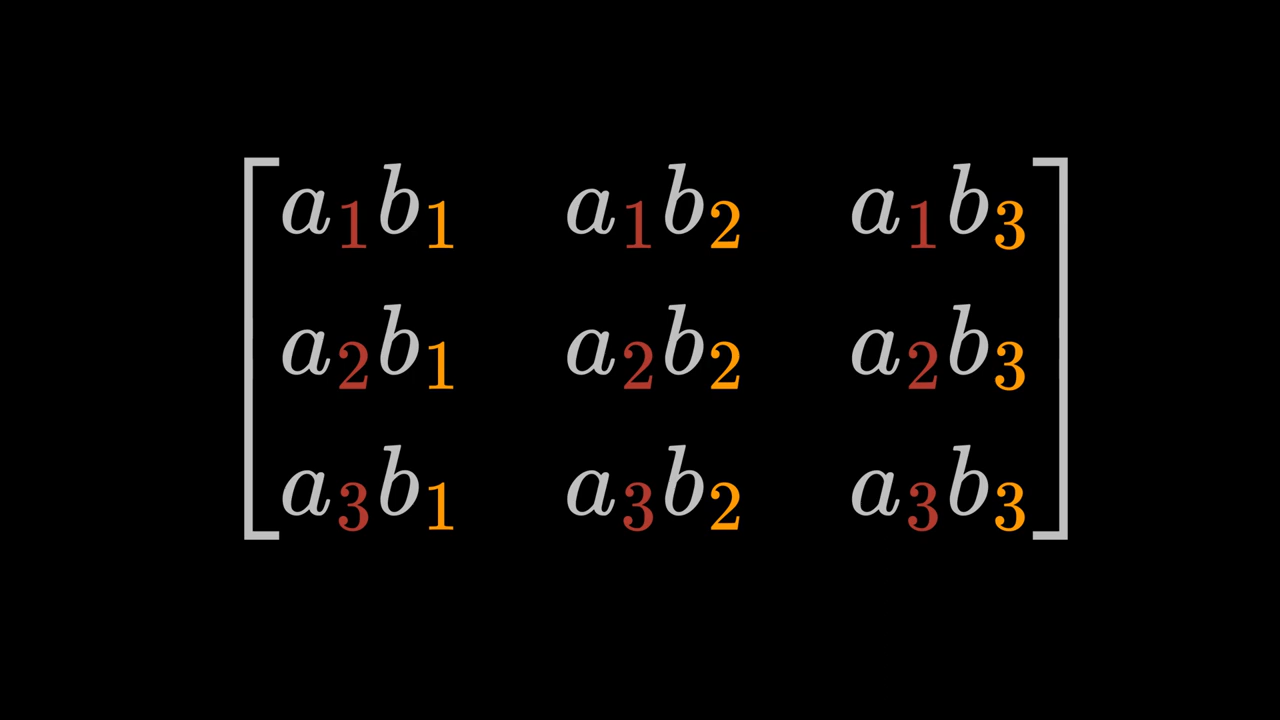 a₁b₁ a₁b₂ a₁b₃
a₂b₁ a₂b₂ a₂b₃
a₃b₁ a₃b₂ a₃b₃